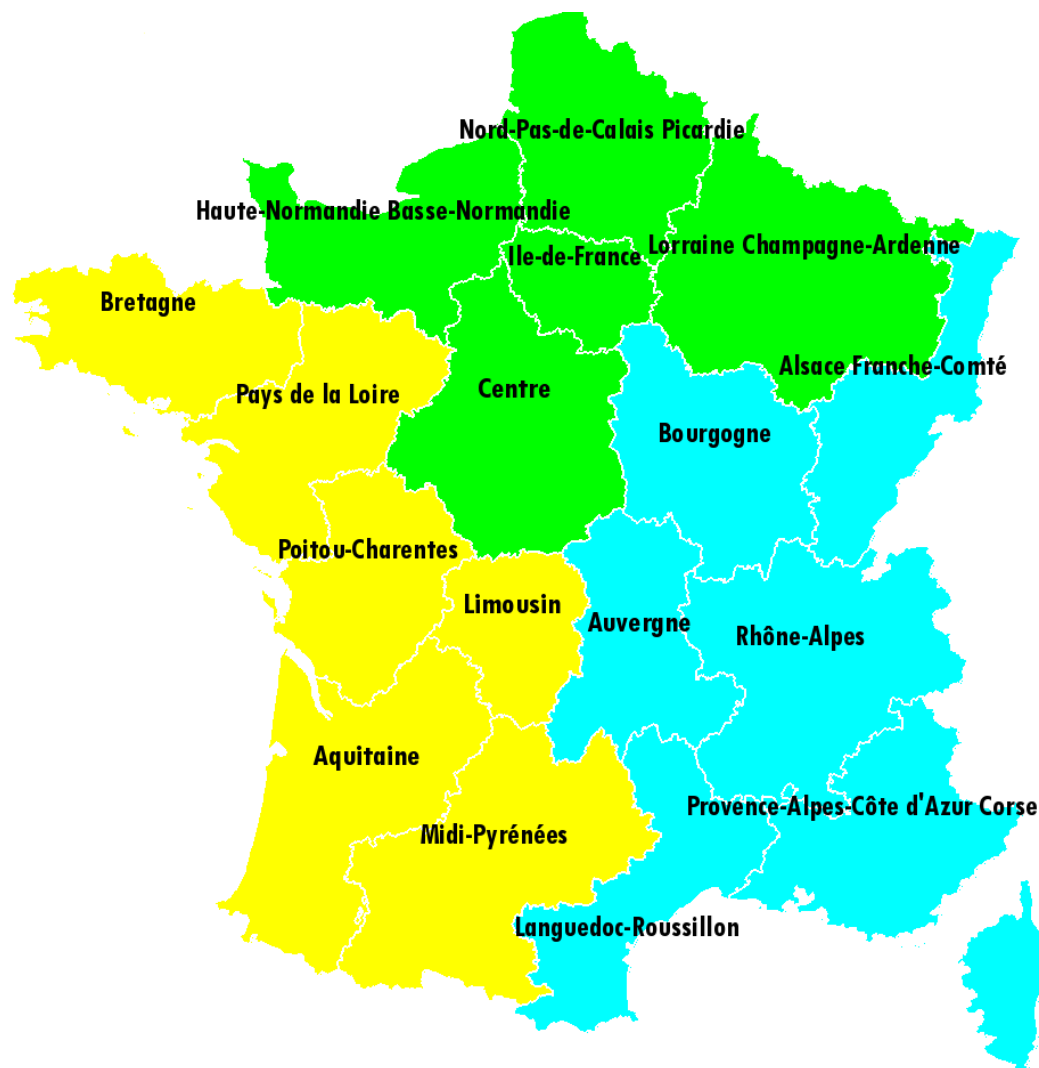 Nord-Pas-de-Calais Picardie
Haute-Normandie Basse-Normandie
Ile-de-France
Lorraine Champagne-Ardenne
Bretagne
Alsace Franche-Comté
Pays de la Loire
Centre
Bourgogne
Poitou-Charentes
Limousin
Auvergne
Rhône-Alpes
Aquitaine
Provence-Alpes-Côte d'Azur Corse
Midi-Pyrénées
Languedoc-Roussillon